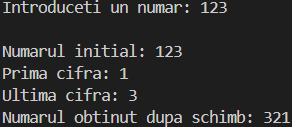 Introduceti un numar: 123
Numarul initial: 123
Prima cifra: 1
Ultima cifra: 3
Numarul obtinut dupa schimb: 321